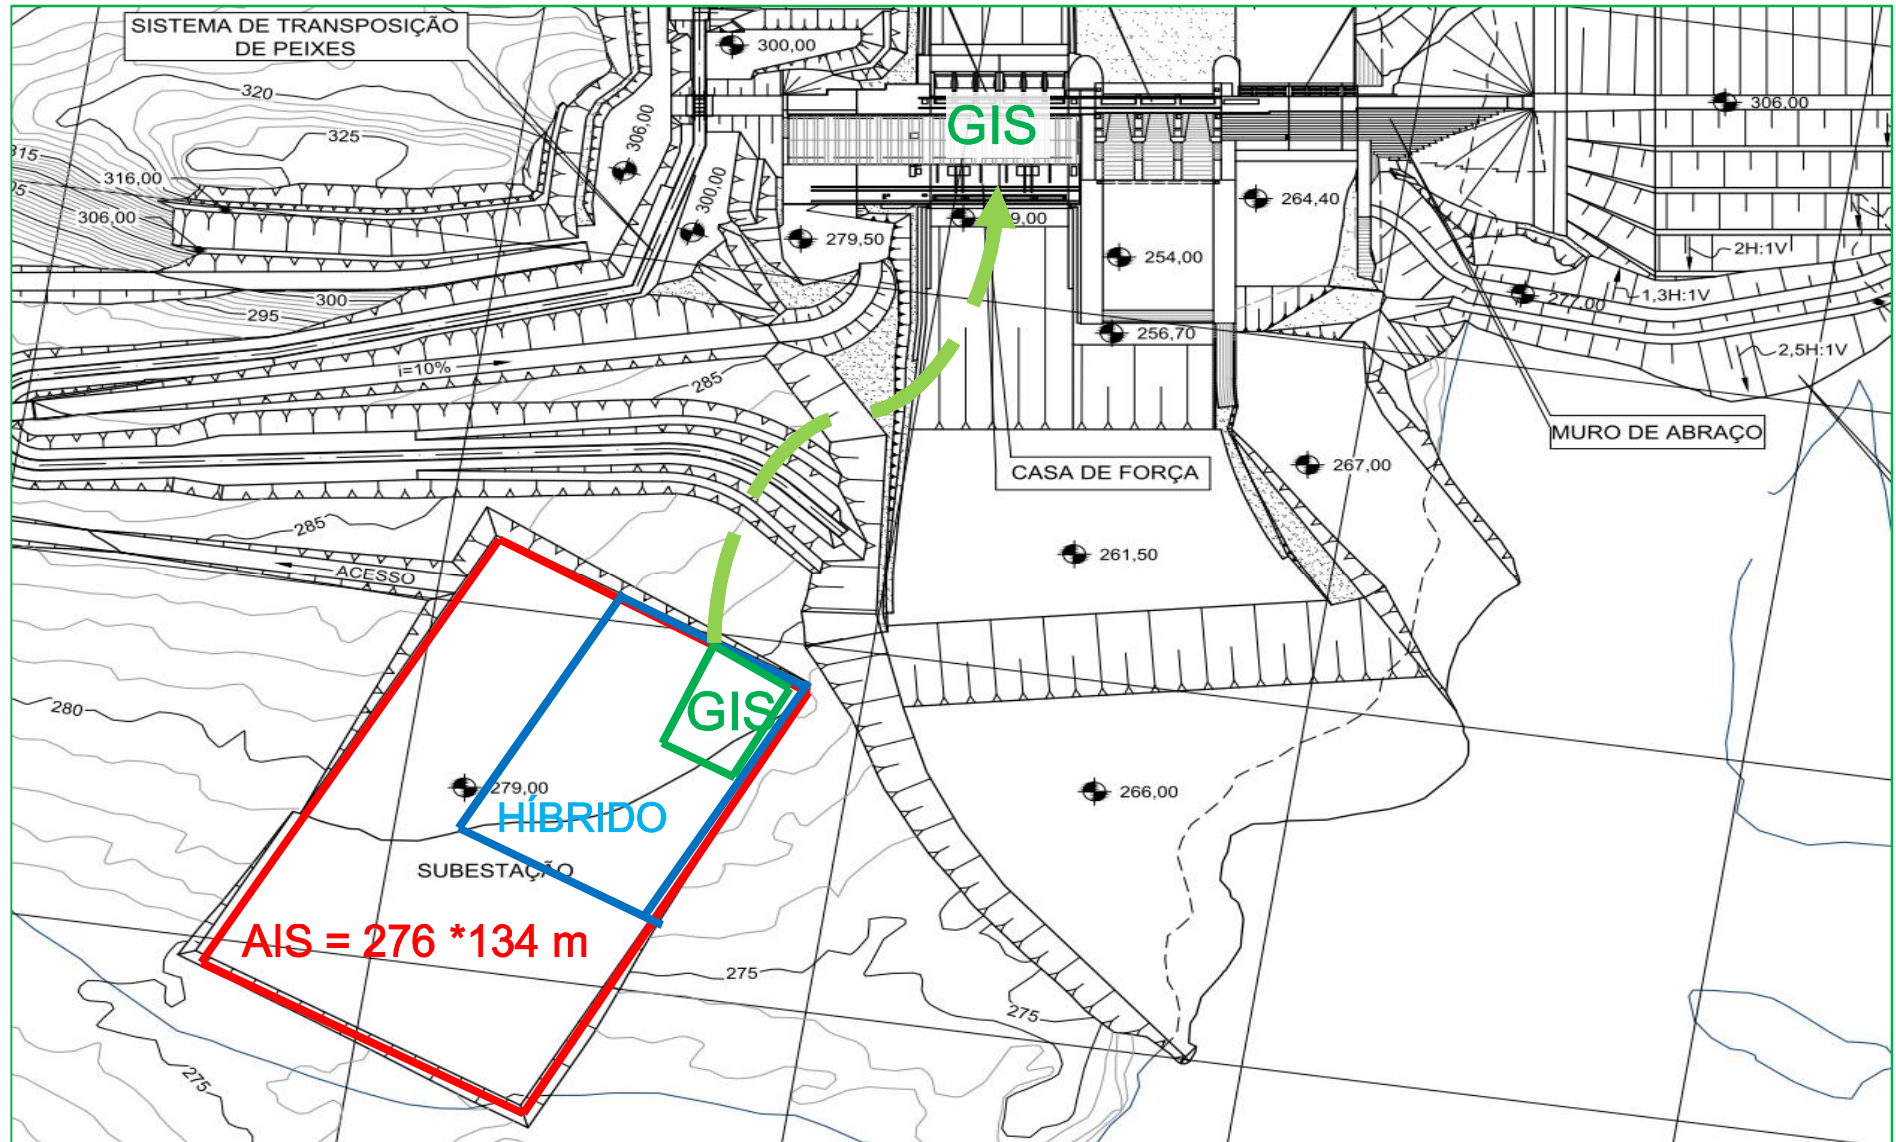 SISTEMA DE TRANSPOSIÇÃO
DE PEIXES
300,00
320
325
306,00
306.00
GIS
315
316,00
306,00
300,00
264,40
279,50
9,00
254,00
2H:1V
1,3H:1V
277,00
300
295
256,70
2,5H:1V
i=10%
285
MURO DE ABRAÇO
CASA DE FORÇA
267,00
285
261,50
ACESSO
280
GIS
279,00
HÍBRIDO
266,00
SUBESTAÇÃO
AIS = 276 *134 m
275
275
275